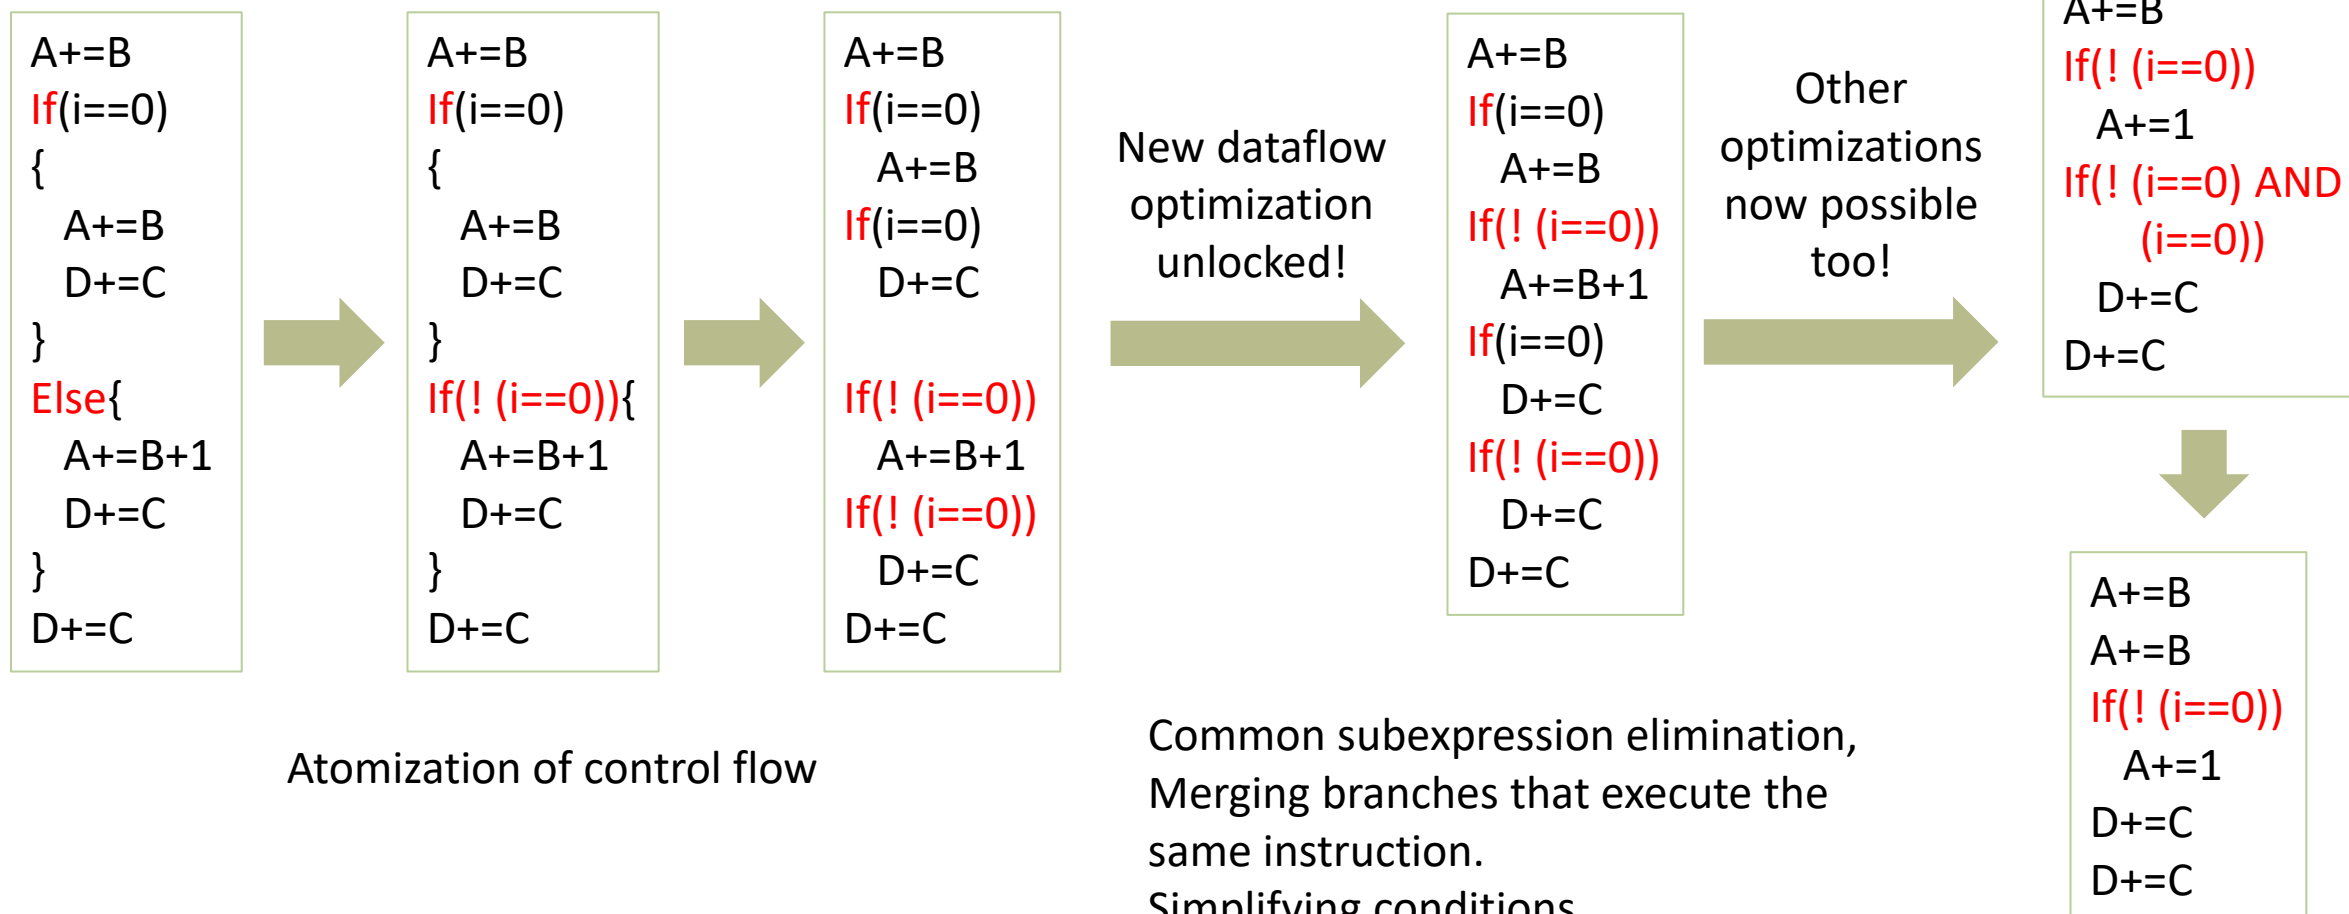 A+=B
If(i==0)
{
A+=B
D+=C
}
Else{
A+=B+1
D+=C
}
D+=C
A+=B
If(i==0)
{
A+=B
D+=C
}
If(! (i==0)){
A+=B+1
D+=C
}
D+=C
A+=B
If(i==0)
A+=B
If(i==0)
D+=C
If(! (i==0))
A+=B+1
If(! (i==0))
D+=C
D+=C
Atomization of control flow
New dataflow
optimization
unlocked!
A+=B
If(i==0)
A+=B
If(! (i==0))
A+=B+1
If(i==0)
D+=C
If(! (i==0))
D+=C
D+=C
Other
optimizations
now possible
too!
A+=B
If(! (i==0))
A+=1
If(! (i==0) AND
(i==0))
D+=C
D+=C
A+=B
A+=B
If(! (i==0))
A+=1
D+=C
D+=C
Common subexpression elimination,
Merging branches that execute the
same instruction.
Simplifying conditions